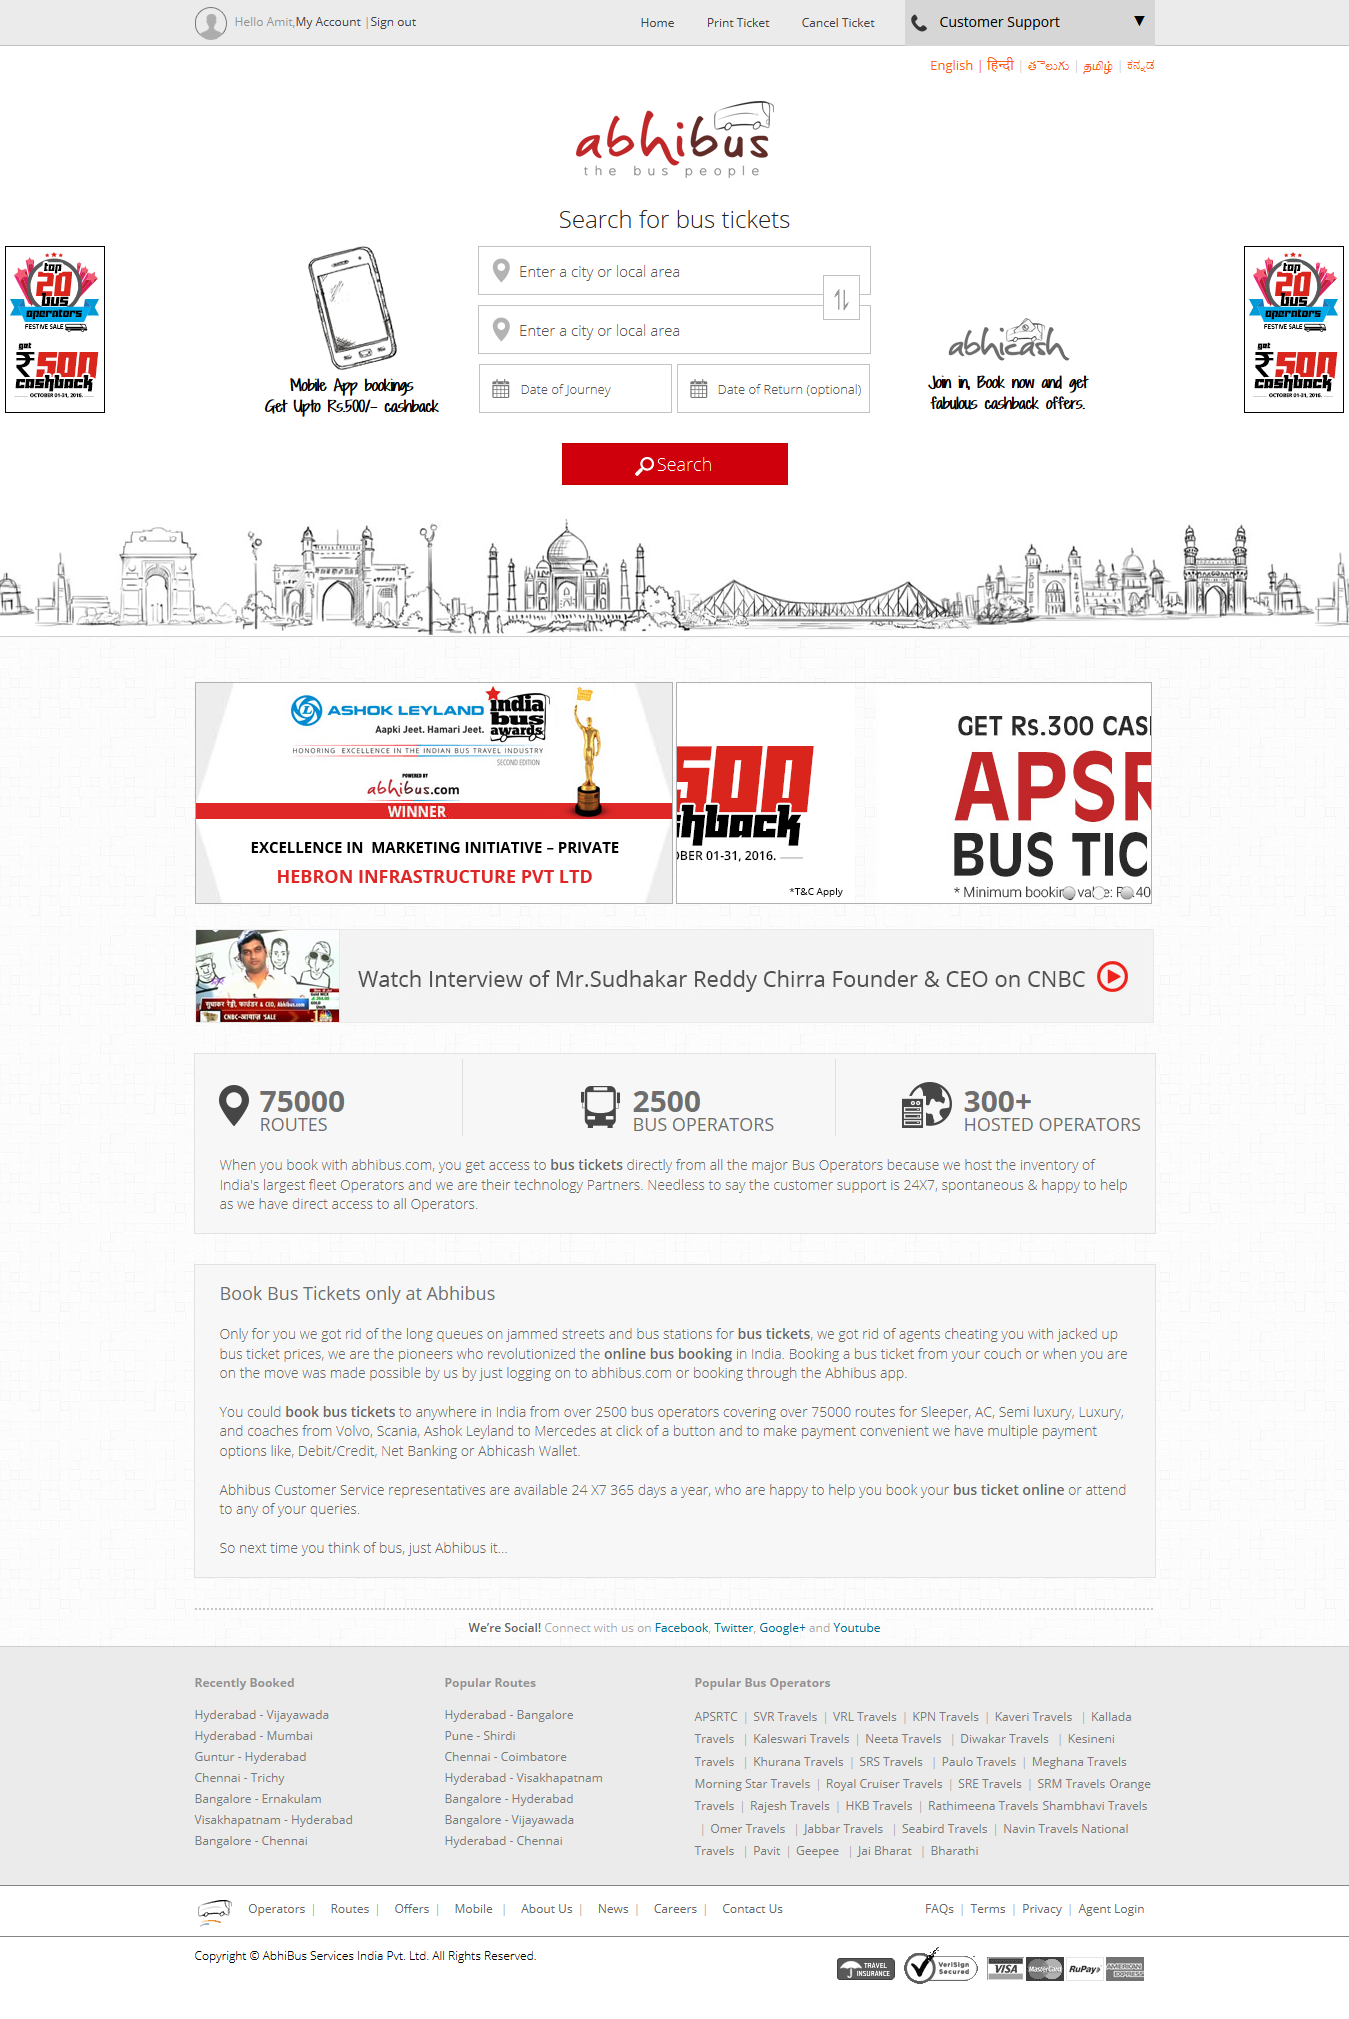 Hello Amit,My Account |Sign out
Home Print Ticket Cancel Ticket
Customer Support ▼
English | हिन्दी | తెలుగు | தமிழ் | ಕನ್ನಡ
abhibus
the bus people
Search for bus tickets
top
20
bus
operators
FESTIVE SALE
get
₹500
cashback
OCTOBER 01-31, 2016.
Mobile App bookings
Get Upto Rs.500/- cashback
Enter a city or local area
Enter a city or local area
Date of Journey
Date of Return (optional)
Search
abhicash
Join in, Book now and get
fabulous cashback offers.
top
20
bus
operators
FESTIVE SALE
get
₹500
cashback
OCTOBER 01-31, 2016.
ASHOK LEYLAND
Aapki Jeet. Hamari Jeet.
india
bus
awards
HONORING EXCELLENCE IN THE INDIAN BUS TRAVEL INDUSTRY
SECOND EDITION
POWERED BY
abhibus.com
WINNER
EXCELLENCE IN MARKETING INITIATIVE – PRIVATE
HEBRON INFRASTRUCTURE PVT LTD
500
hback
BER 01-31, 2016.
*T&C Apply
GET Rs.300 CAS
APSR
BUS TIC
* Minimum booking value: Rs.40
सुधाकर रेड्डी, फाउंडर & CEO, Abhibus.com
CNBC-आवाज़ SALE
Watch Interview of Mr.Sudhakar Reddy Chirra Founder & CEO on CNBC
75000
ROUTES
2500
BUS OPERATORS
300+
HOSTED OPERATORS
When you book with abhibus.com, you get access to bus tickets directly from all the major Bus Operators because we host the inventory of
India's largest fleet Operators and we are their technology Partners. Needless to say the customer support is 24X7, spontaneous & happy to help
as we have direct access to all Operators.
Book Bus Tickets only at Abhibus
Only for you we got rid of the long queues on jammed streets and bus stations for bus tickets, we got rid of agents cheating you with jacked up
bus ticket prices, we are the pioneers who revolutionized the online bus booking in India. Booking a bus ticket from your couch or when you are
on the move was made possible by us by just logging on to abhibus.com or booking through the Abhibus app.
You could book bus tickets to anywhere in India from over 2500 bus operators covering over 75000 routes for Sleeper, AC, Semi luxury, Luxury,
and coaches from Volvo, Scania, Ashok Leyland to Mercedes at click of a button and to make payment convenient we have multiple payment
options like, Debit/Credit, Net Banking or Abhicash Wallet.
Abhibus Customer Service representatives are available 24 X7 365 days a year, who are happy to help you book your bus ticket online or attend
to any of your queries.
So next time you think of bus, just Abhibus it...
We're Social! Connect with us on Facebook, Twitter, Google+ and Youtube
Recently Booked
Hyderabad - Vijayawada
Hyderabad - Mumbai
Guntur - Hyderabad
Chennai - Trichy
Bangalore - Ernakulam
Visakhapatnam - Hyderabad
Bangalore - Chennai
Popular Routes
Hyderabad - Bangalore
Pune - Shirdi
Chennai - Coimbatore
Hyderabad - Visakhapatnam
Bangalore - Hyderabad
Bangalore - Vijayawada
Hyderabad - Chennai
Popular Bus Operators
APSRTC | SVR Travels | VRL Travels | KPN Travels | Kaveri Travels | Kallada
Travels | Kaleswari Travels | Neeta Travels | Diwakar Travels | Kesineni
Travels | Khurana Travels | SRS Travels | Paulo Travels | Meghana Travels
Morning Star Travels | Royal Cruiser Travels | SRE Travels | SRM Travels Orange
Travels | Rajesh Travels | HKB Travels | Rathimeena Travels Shambhavi Travels
| Omer Travels | Jabbar Travels | Seabird Travels | Navin Travels National
Travels | Pavit | Geepee | Jai Bharat | Bharathi
Operators | Routes | Offers | Mobile | About Us | News | Careers | Contact Us
FAQs | Terms | Privacy | Agent Login
Copyright © AbhiBus Services India Pvt. Ltd. All Rights Reserved.
TRAVEL
INSURANCE
VeriSign
Secured
VISA
MasterCard
RuPay
AMERICAN
EXPRESS